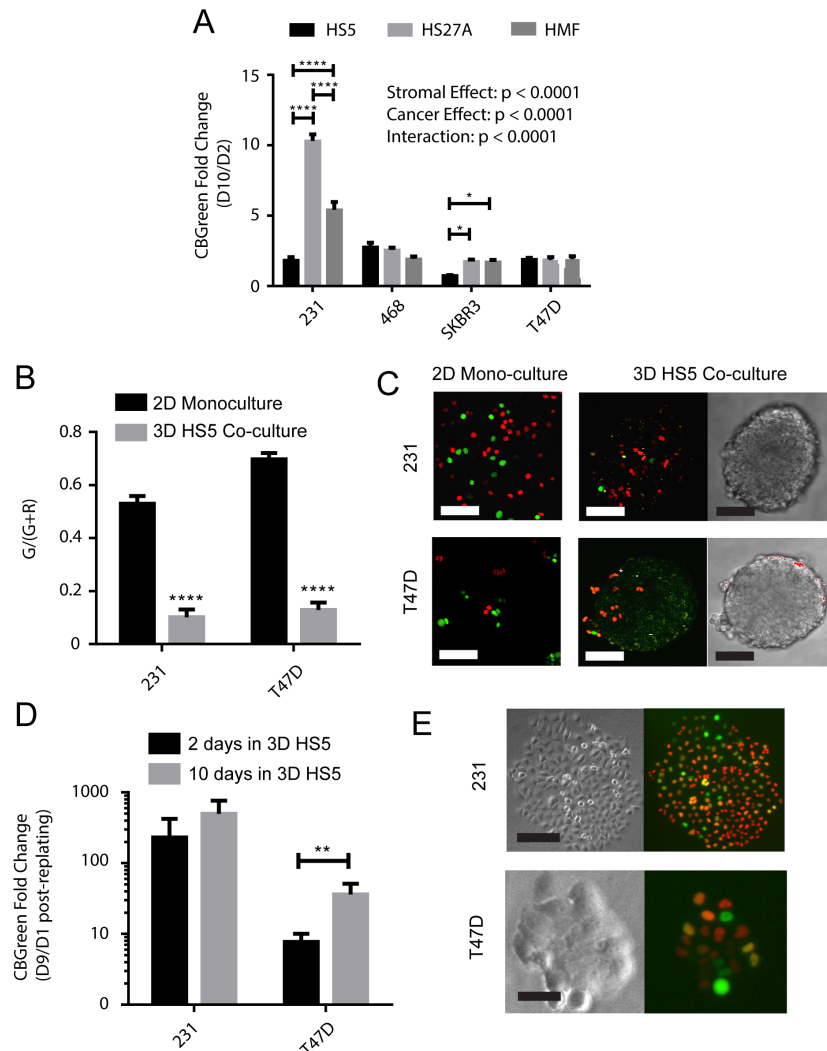 A
HS5 HS27A HMF
CBGreen Fold Change
(D10/D2)
15
10
5
0
****
****
****
*
*
Stromal Effect: p < 0.0001
Cancer Effect: p < 0.0001
Interaction: p < 0.0001
231 468 SKBR3 T47D
B
2D Monoculture
3D HS5 Co-culture
G/(G+R)
0.8
0.6
0.4
0.2
0
****
****
231 T47D
C
2D Mono-culture 3D HS5 Co-culture
231
T47D
D
2 days in 3D HS5
10 days in 3D HS5
CBGreen Fold Change
(D9/D1 post-replating)
1000
100
10
0
**
231 T47D
E
231
T47D